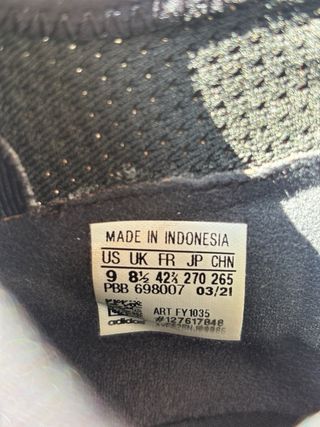 MADE IN INDONESIA
US UK FR JP CHN
9 8½ 42⅔ 270 265
PBB 698007 03/21
ART FY1035
adidas #127617848